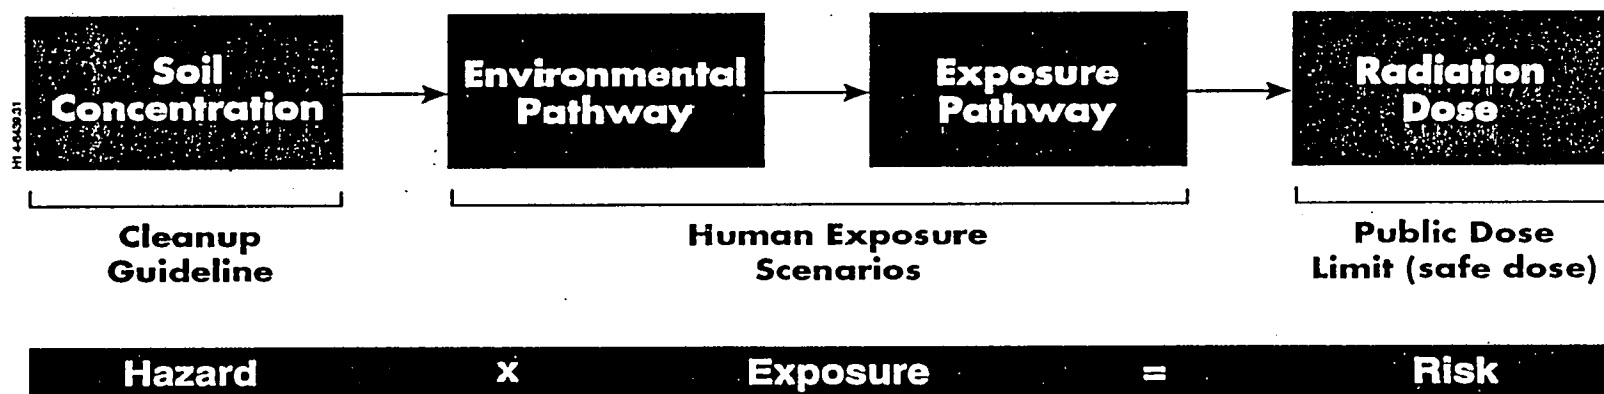 Soil
Concentration
Environmental
Pathway
Exposure
Pathway
Radiation
Dose
Cleanup
Guideline
Human Exposure
Scenarios
Public Dose
Limit (safe dose)
Hazard x Exposure = Risk